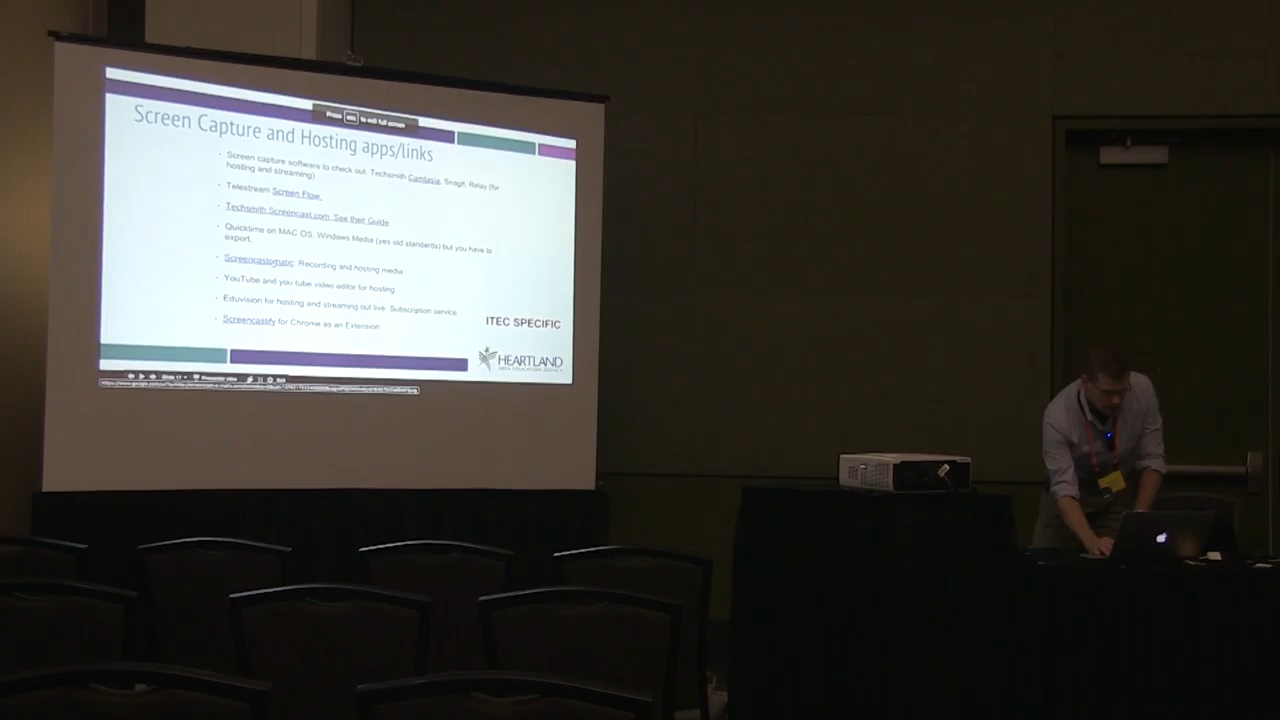 Press esc to exit full screen
Screen Capture and Hosting apps/links
Screen capture software to check out: Techsmith Camtasia, Snagit, Relay (for
hosting and streaming)
Telestream Screen Flow.
Techsmith Screencast.com See their Guide
Quicktime on MAC OS. Windows Media (yes old standards) but you have to
export.
Screencastomatic: Recording and hosting media
YouTube and you tube video editor for hosting
Eduvision for hosting and streaming out live. Subscription service.
Screencastify for Chrome as an Extension
ITEC SPECIFIC
HEARTLAND
AREA EDUCATION AGENCY